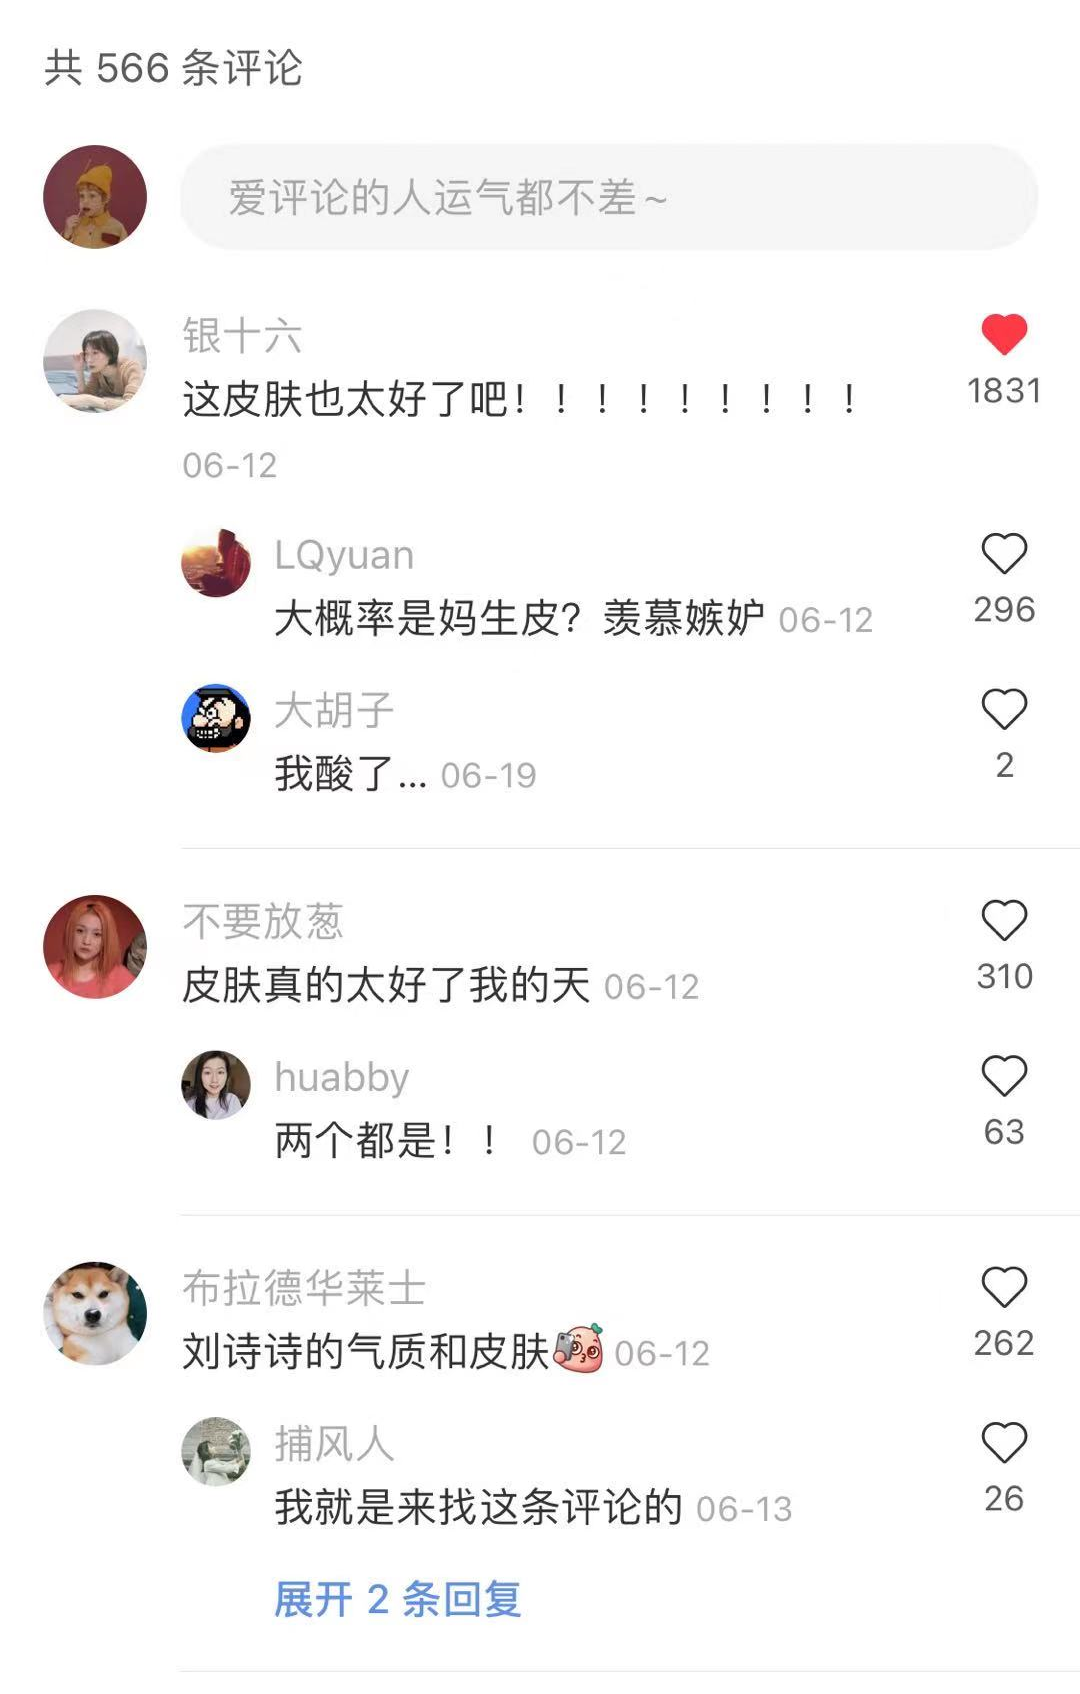 共 566 条评论
爱评论的人运气都不差~
银十六
这皮肤也太好了吧！！！！！！！！！
1831
06-12
LQyuan
大概率是妈生皮？羡慕嫉妒 06-12
296
大胡子
我酸了... 06-19
2
不要放葱
皮肤真的太好了我的天 06-12
310
huabby
两个都是！！ 06-12
63
布拉德华莱士
刘诗诗的气质和皮肤 06-12
262
捕风人
我就是来找这条评论的 06-13
26
展开 2 条回复